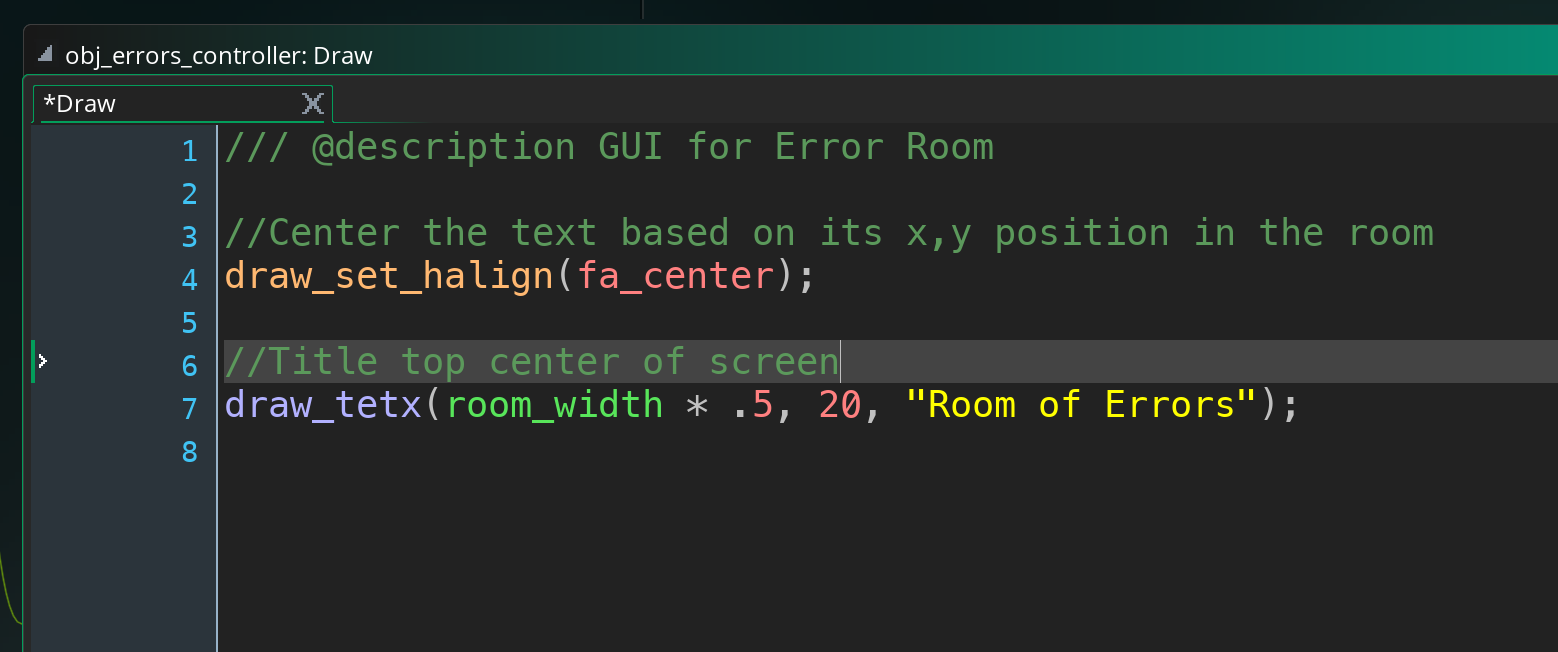 obj_errors_controller: Draw
*Draw
1 /// @description GUI for Error Room
2
3 //Center the text based on its x,y position in the room
4 draw_set_halign(fa_center);
5
6 //Title top center of screen
7 draw_tetx(room_width * .5, 20, "Room of Errors");
8